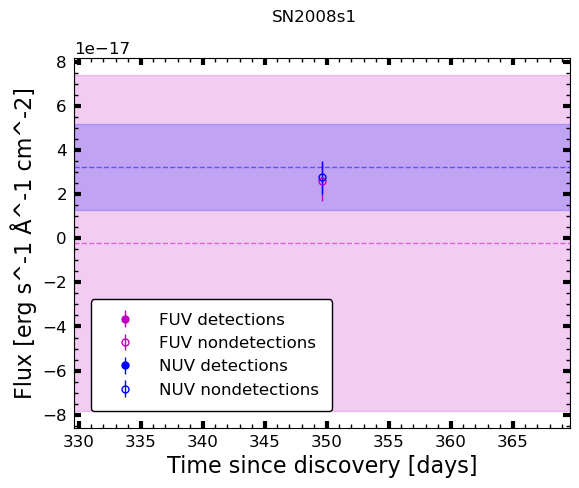 SN2008s1
1e−17
8
6
4
2
0
−2
−4
−6
−8
Flux [erg s^-1 Å^-1 cm^-2]
FUV detections
FUV nondetections
NUV detections
NUV nondetections
330 335 340 345 350 355 360 365
Time since discovery [days]